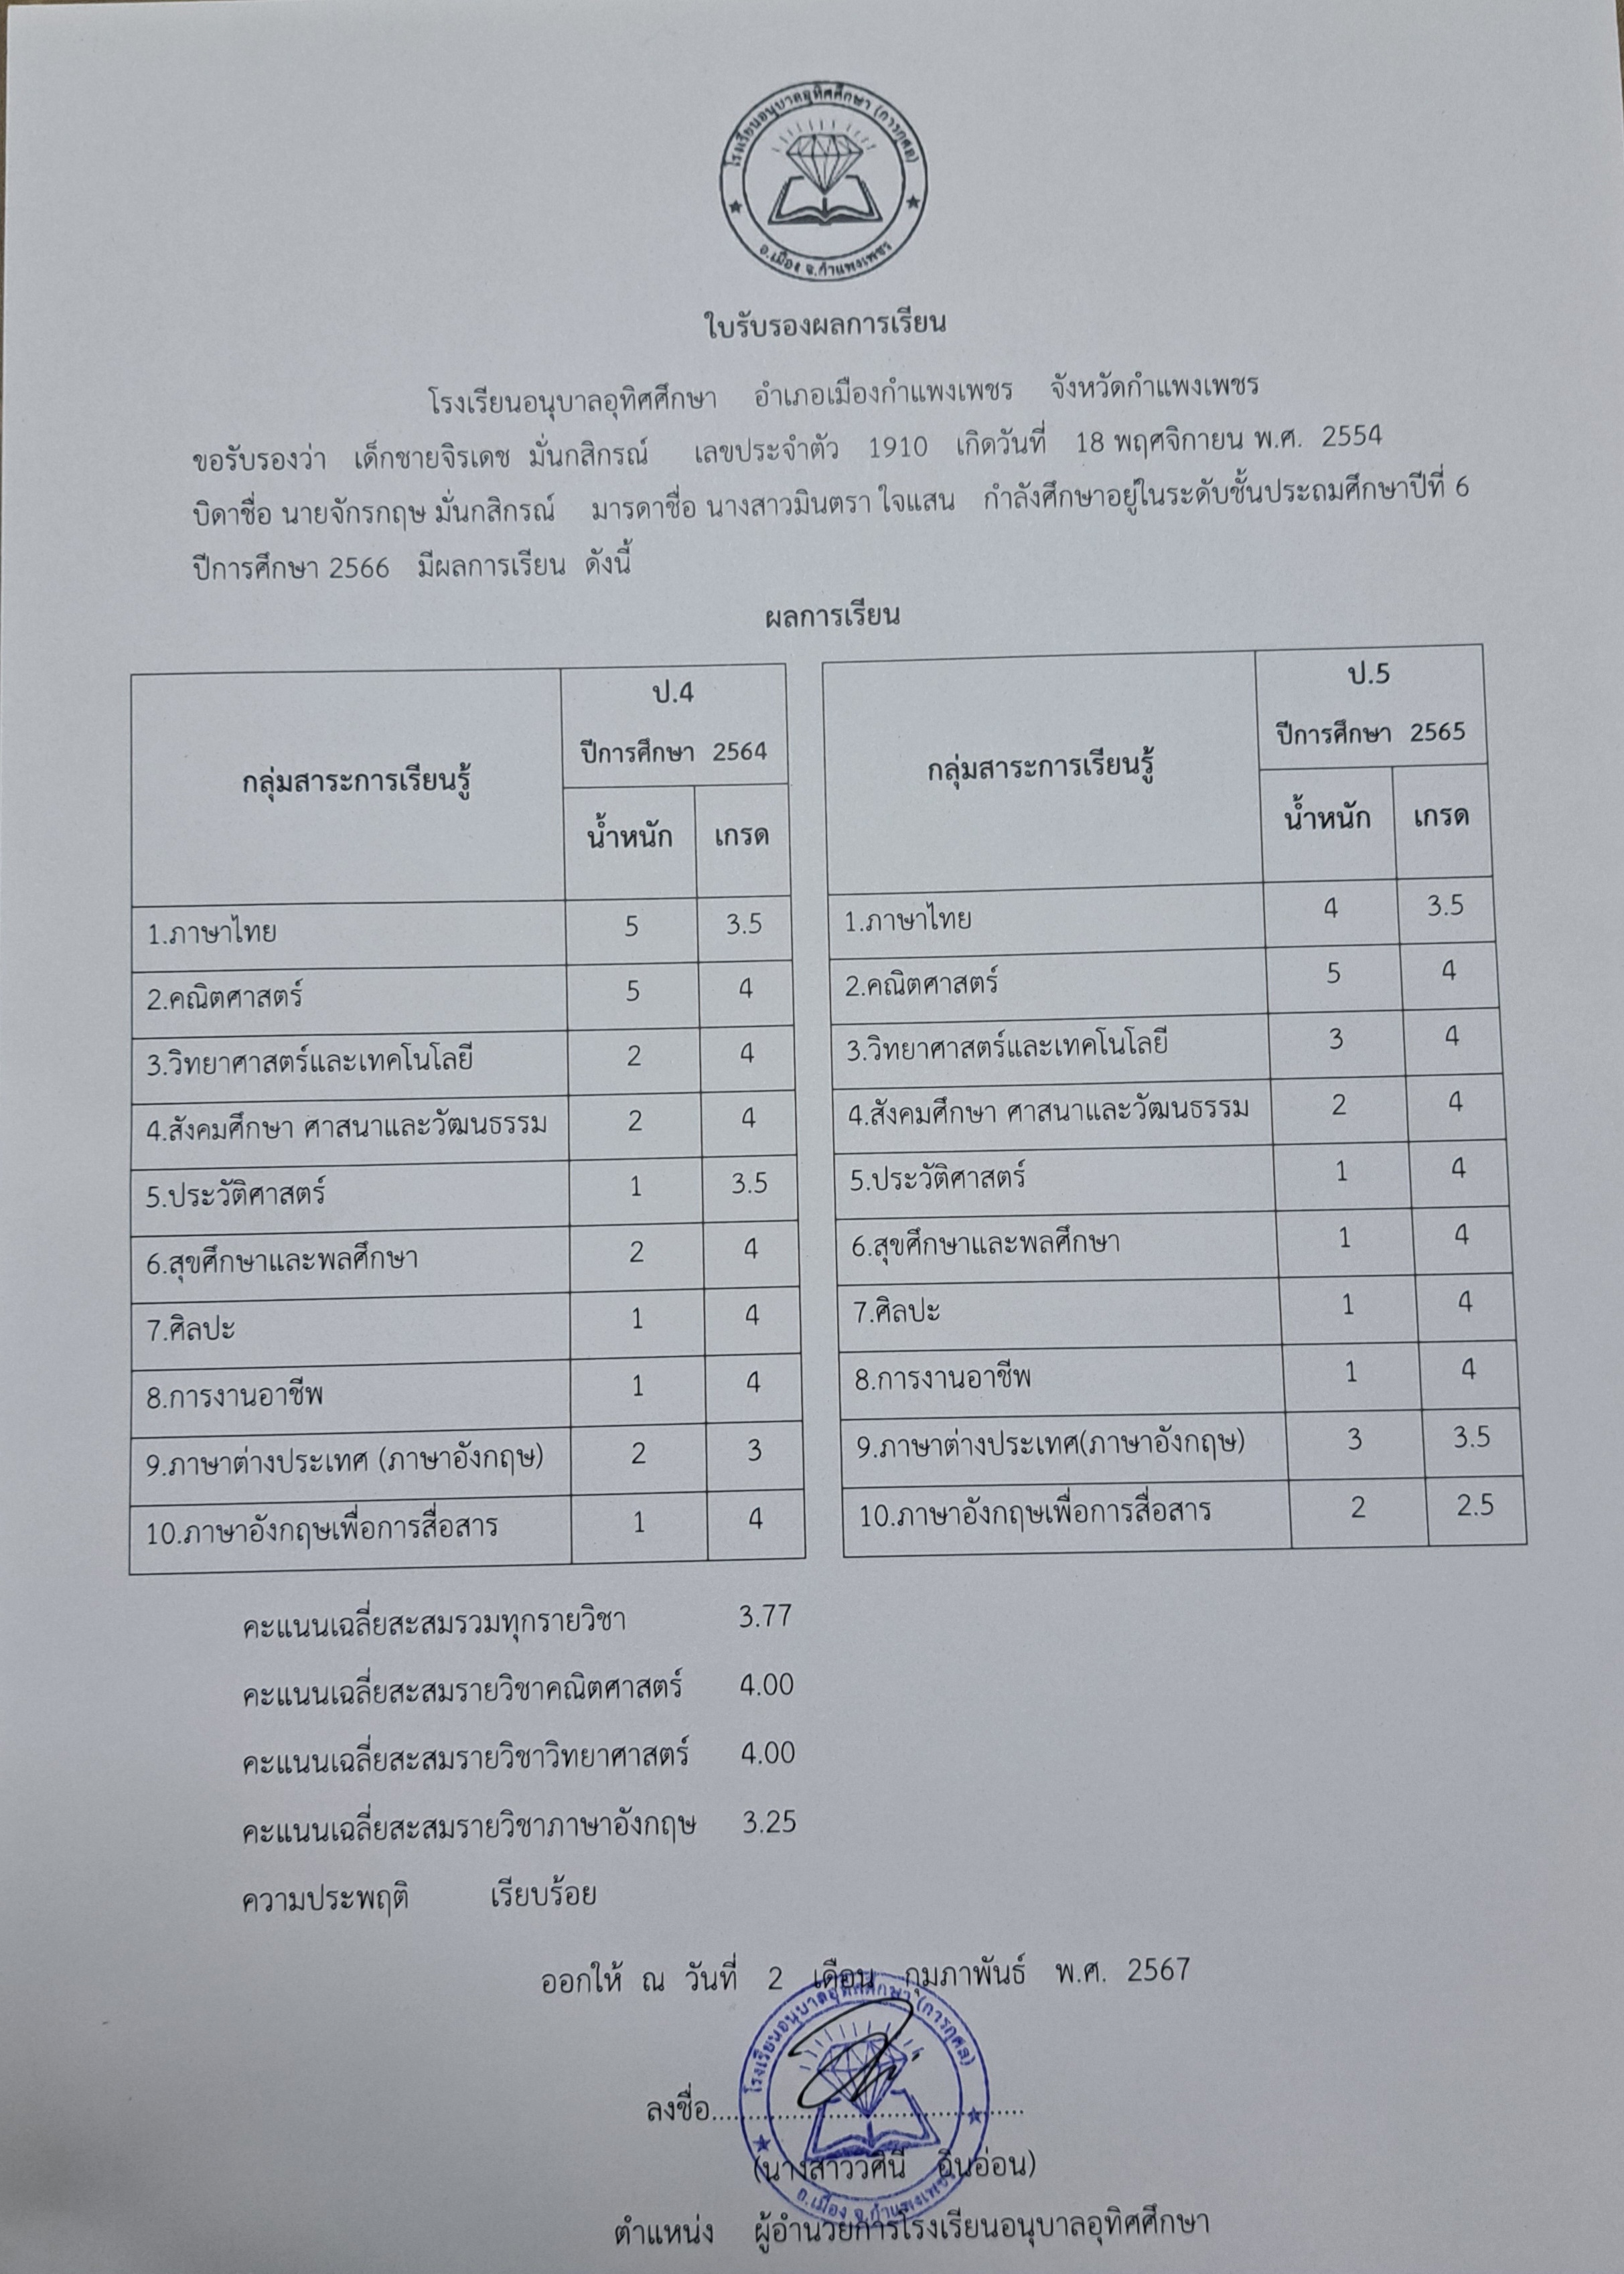 โรงเรียนอนุบาลอุทิศศึกษา (การกุศล)
อ.เมือง จ.กำแพงเพชร
ใบรับรองผลการเรียน
โรงเรียนอนุบาลอุทิศศึกษา อำเภอเมืองกำแพงเพชร จังหวัดกำแพงเพชร
ขอรับรองว่า เด็กชายจิรเดช มั่นกสิกรณ์ เลขประจำตัว 1910 เกิดวันที่ 18 พฤศจิกายน พ.ศ. 2554
บิดาชื่อ นายจักรกฤษ มั่นกสิกรณ์ มารดาชื่อ นางสาวมินตรา ใจแสน กำลังศึกษาอยู่ในระดับชั้นประถมศึกษาปีที่ 6
ปีการศึกษา 2566 มีผลการเรียน ดังนี้
ผลการเรียน
กลุ่มสาระการเรียนรู้
ป.4
ปีการศึกษา 2564
น้ำหนัก เกรด
1.ภาษาไทย 5 3.5
2.คณิตศาสตร์ 5 4
3.วิทยาศาสตร์และเทคโนโลยี 2 4
4.สังคมศึกษา ศาสนาและวัฒนธรรม 2 4
5.ประวัติศาสตร์ 1 3.5
6.สุขศึกษาและพลศึกษา 2 4
7.ศิลปะ 1 4
8.การงานอาชีพ 1 4
9.ภาษาต่างประเทศ (ภาษาอังกฤษ) 2 3
10.ภาษาอังกฤษเพื่อการสื่อสาร 1 4
กลุ่มสาระการเรียนรู้
ป.5
ปีการศึกษา 2565
น้ำหนัก เกรด
1.ภาษาไทย 4 3.5
2.คณิตศาสตร์ 5 4
3.วิทยาศาสตร์และเทคโนโลยี 3 4
4.สังคมศึกษา ศาสนาและวัฒนธรรม 2 4
5.ประวัติศาสตร์ 1 4
6.สุขศึกษาและพลศึกษา 1 4
7.ศิลปะ 1 4
8.การงานอาชีพ 1 4
9.ภาษาต่างประเทศ(ภาษาอังกฤษ) 3 3.5
10.ภาษาอังกฤษเพื่อการสื่อสาร 2 2.5
คะแนนเฉลี่ยสะสมรวมทุกรายวิชา 3.77
คะแนนเฉลี่ยสะสมรายวิชาคณิตศาสตร์ 4.00
คะแนนเฉลี่ยสะสมรายวิชาวิทยาศาสตร์ 4.00
คะแนนเฉลี่ยสะสมรายวิชาภาษาอังกฤษ 3.25
ความประพฤติ เรียบร้อย
ออกให้ ณ วันที่ 2 เดือน กุมภาพันธ์ พ.ศ. 2567
โรงเรียนอนุบาลอุทิศศึกษา (การกุศล)
ลงชื่อ........................................
(นางสาววิศินี อินอ่อน)
อ.เมือง จ.กำแพงเพชร
ตำแหน่ง ผู้อำนวยการโรงเรียนอนุบาลอุทิศศึกษา